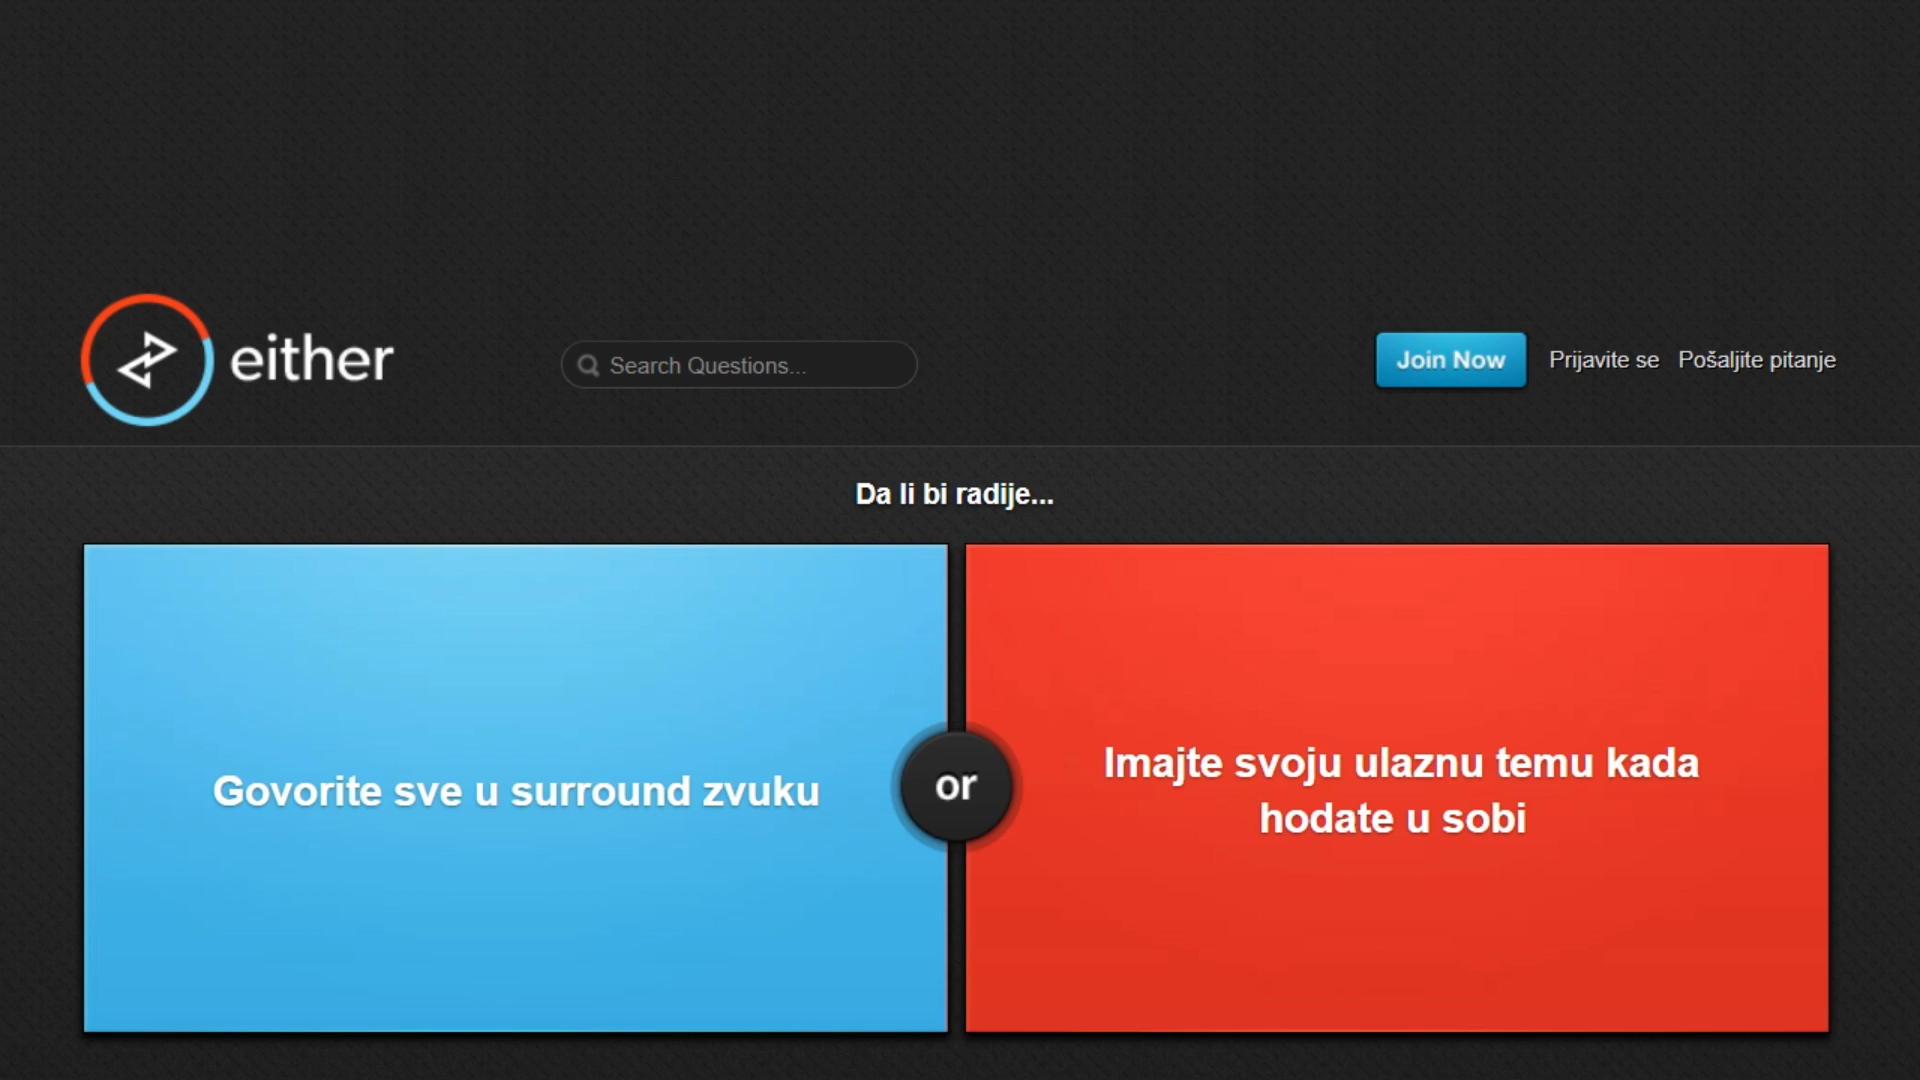 either
Search Questions...
Join Now
Prijavite se
Pošaljite pitanje
Da li bi radije...
Govorite sve u surround zvuku
or
Imajte svoju ulaznu temu kada
hodate u sobi